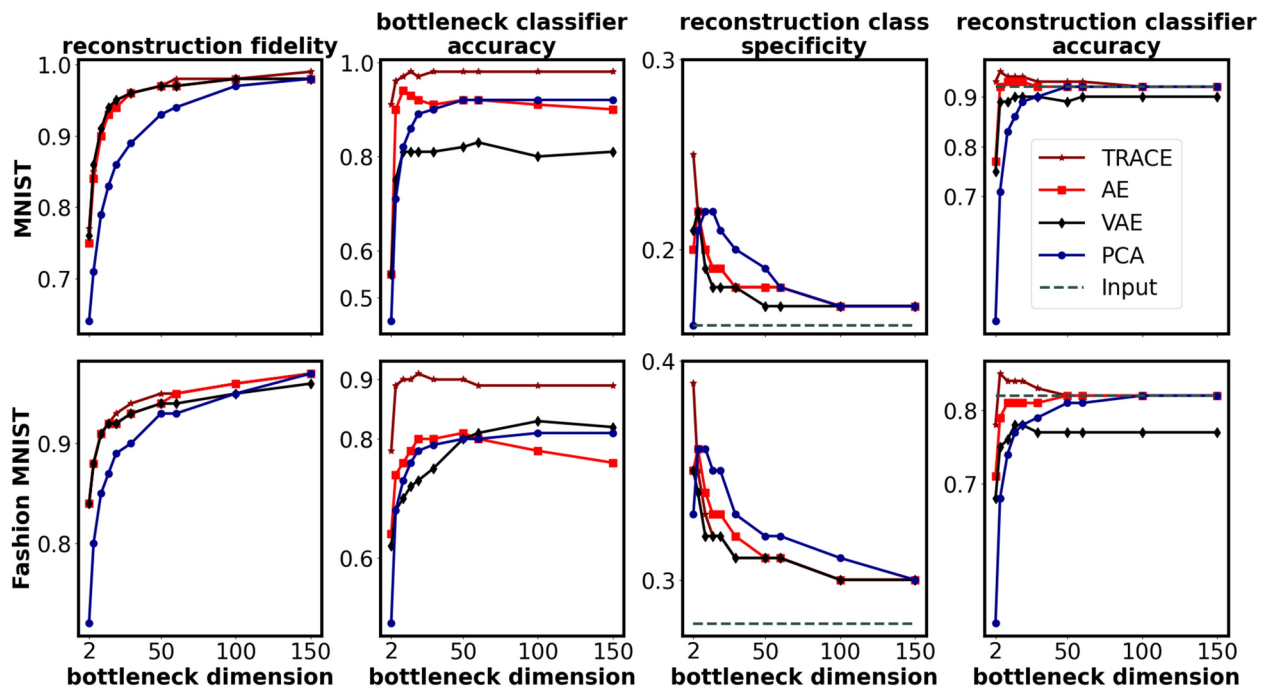 reconstruction fidelity
bottleneck classifier
accuracy
reconstruction class
specificity
reconstruction classifier
accuracy
MNIST
1.0
0.9
0.8
0.7
1.0
0.8
0.6
0.5
0.3
0.2
0.9
0.8
0.7
TRACE
AE
VAE
PCA
Input
Fashion MNIST
0.9
0.8
0.9
0.8
0.6
0.4
0.3
0.8
0.7
2 50 100 150
2 50 100 150
2 50 100 150
2 50 100 150
bottleneck dimension
bottleneck dimension
bottleneck dimension
bottleneck dimension